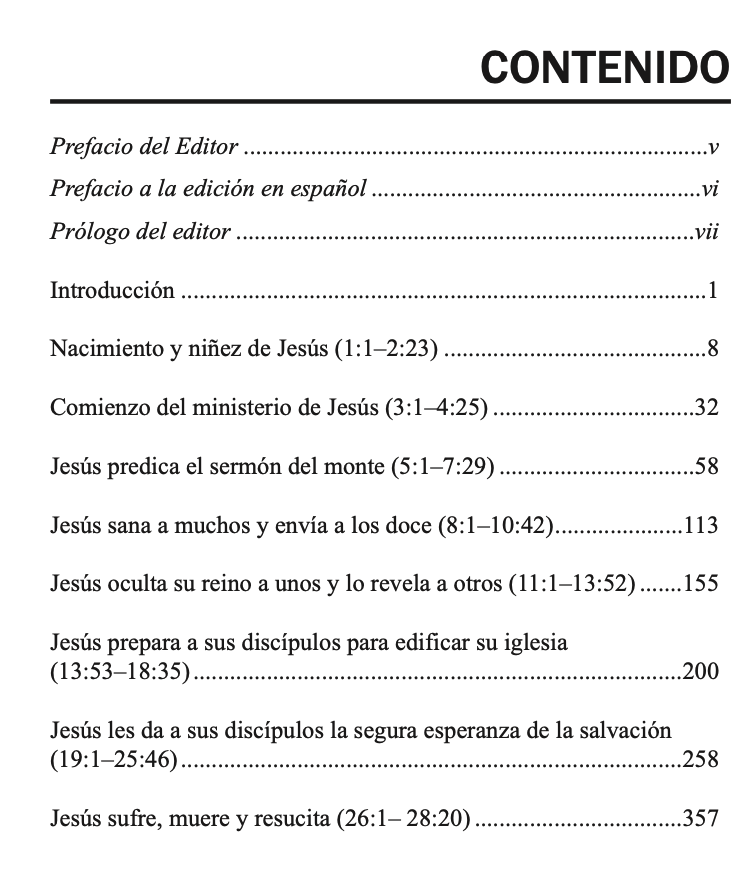 CONTENIDO
Prefacio del Editor ........................................................................v
Prefacio a la edición en español ...................................................vi
Prólogo del editor .......................................................................vii
Introducción ..................................................................................1
Nacimiento y niñez de Jesús (1:1–2:23) .........................................8
Comienzo del ministerio de Jesús (3:1–4:25) ...............................32
Jesús predica el sermón del monte (5:1–7:29) ..............................58
Jesús sana a muchos y envía a los doce (8:1–10:42)....................113
Jesús oculta su reino a unos y lo revela a otros (11:1–13:52) .......155
Jesús prepara a sus discípulos para edificar su iglesia
(13:53–18:35)............................................................................200
Jesús les da a sus discípulos la segura esperanza de la salvación
(19:1–25:46)..............................................................................258
Jesús sufre, muere y resucita (26:1– 28:20) ................................357